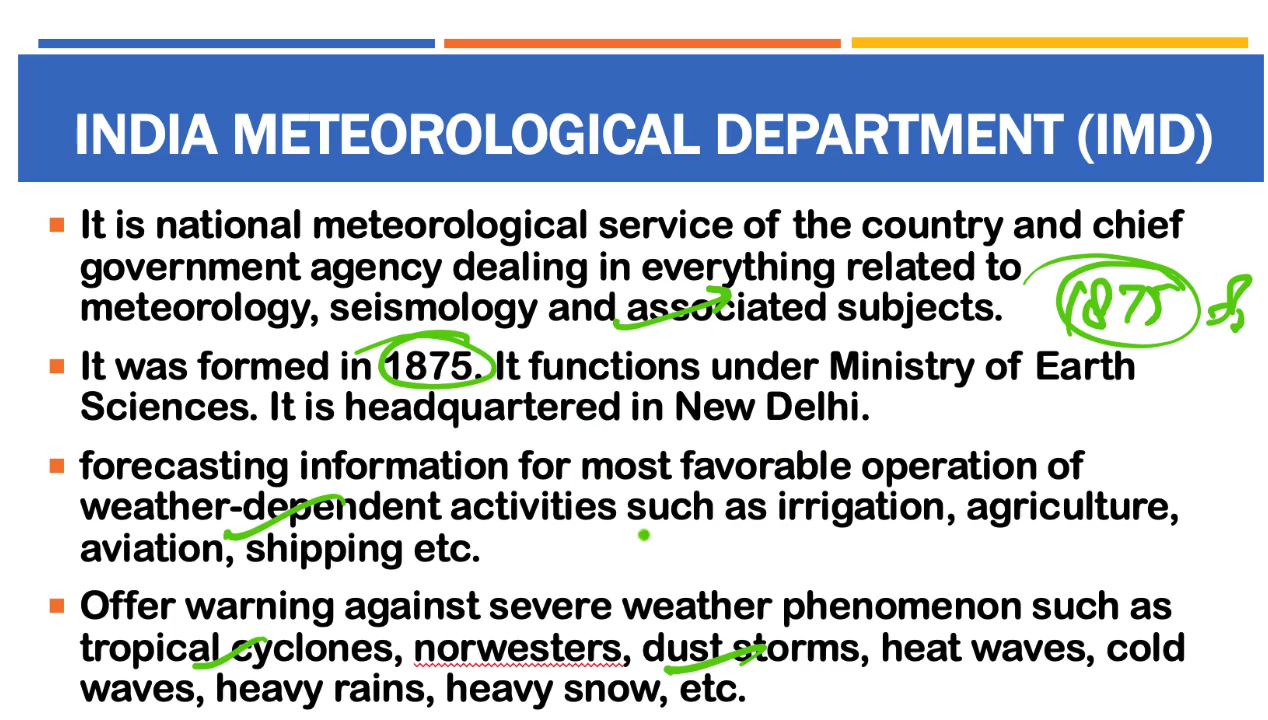 INDIA METEOROLOGICAL DEPARTMENT (IMD)
It is national meteorological service of the country and chief
government agency dealing in everything related to
meteorology, seismology and associated subjects.
1875
It was formed in 1875. It functions under Ministry of Earth
Sciences. It is headquartered in New Delhi.
forecasting information for most favorable operation of
weather-dependent activities such as irrigation, agriculture,
aviation, shipping etc.
Offer warning against severe weather phenomenon such as
tropical cyclones, norwesters, dust storms, heat waves, cold
waves, heavy rains, heavy snow, etc.